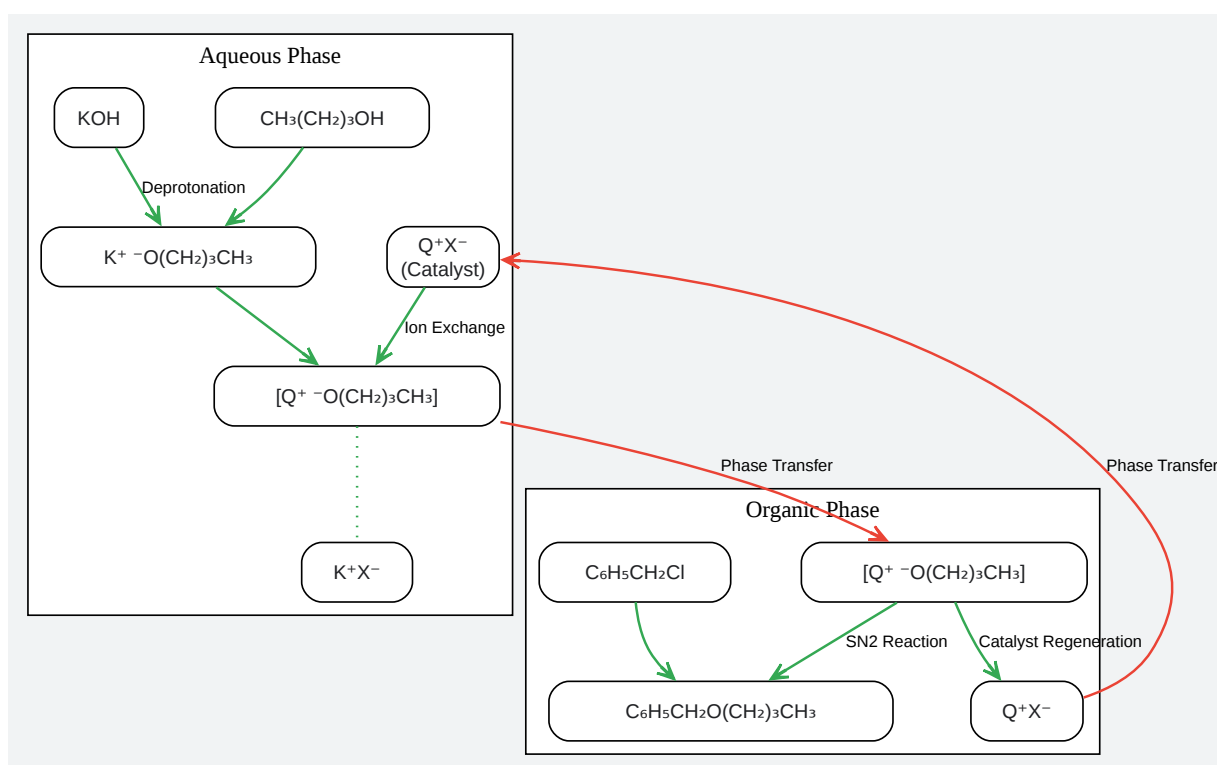 Aqueous Phase
KOH
CH₃(CH₂)₃OH
Deprotonation
K⁺ ⁻O(CH₂)₃CH₃
Q⁺X⁻
(Catalyst)
Ion Exchange
[Q⁺ ⁻O(CH₂)₃CH₃]
Phase Transfer
Phase Transfer
Organic Phase
K⁺X⁻
C₆H₅CH₂Cl
[Q⁺ ⁻O(CH₂)₃CH₃]
SN2 Reaction
Catalyst Regeneration
C₆H₅CH₂O(CH₂)₃CH₃
Q⁺X⁻